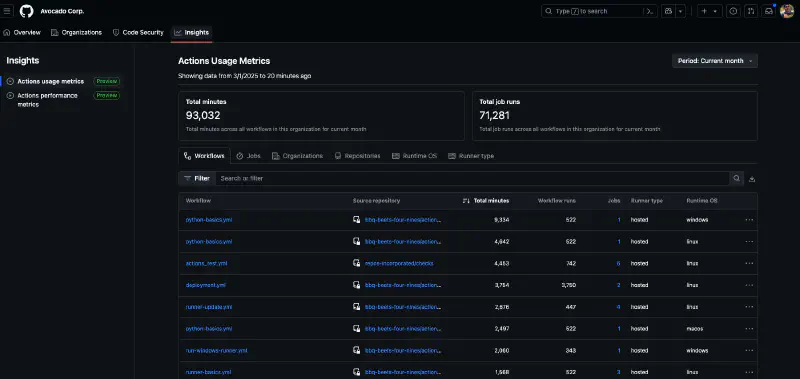 Avocado Corp.
Type / to search
Overview
Organizations
Code Security
Insights
Insights
Actions usage metrics
Preview
Actions performance
metrics
Preview
Actions Usage Metrics
Showing data from 3/1/2025 to 20 minutes ago
Period: Current month
Total minutes
93,032
Total minutes across all workflows in this organization for current month
Total job runs
71,281
Total job runs across all workflows in this organization for current month
Workflows Jobs Organizations Repositories Runtime OS Runner type
Filter Search or filter
Workflow Source repository Total minutes Workflow runs Jobs Runner type Runtime OS
python-basics.yml bbq-beets-four-nines/action... 9,334 522 1 hosted windows
python-basics.yml bbq-beets-four-nines/action... 4,642 522 1 hosted linux
actions_test.yml repos-incorporated/checks 4,453 742 6 hosted linux
deployment.yml bbq-beets-four-nines/action... 3,754 3,750 2 hosted linux
runner-update.yml bbq-beets-four-nines/action... 2,676 447 4 hosted linux
python-basics.yml bbq-beets-four-nines/action... 2,497 522 1 hosted macos
run-windows-runner.yml bbq-beets-four-nines/action... 2,060 343 1 hosted windows
runner-basics.yml bbq-beets-four-nines/action... 1,568 522 3 hosted linux